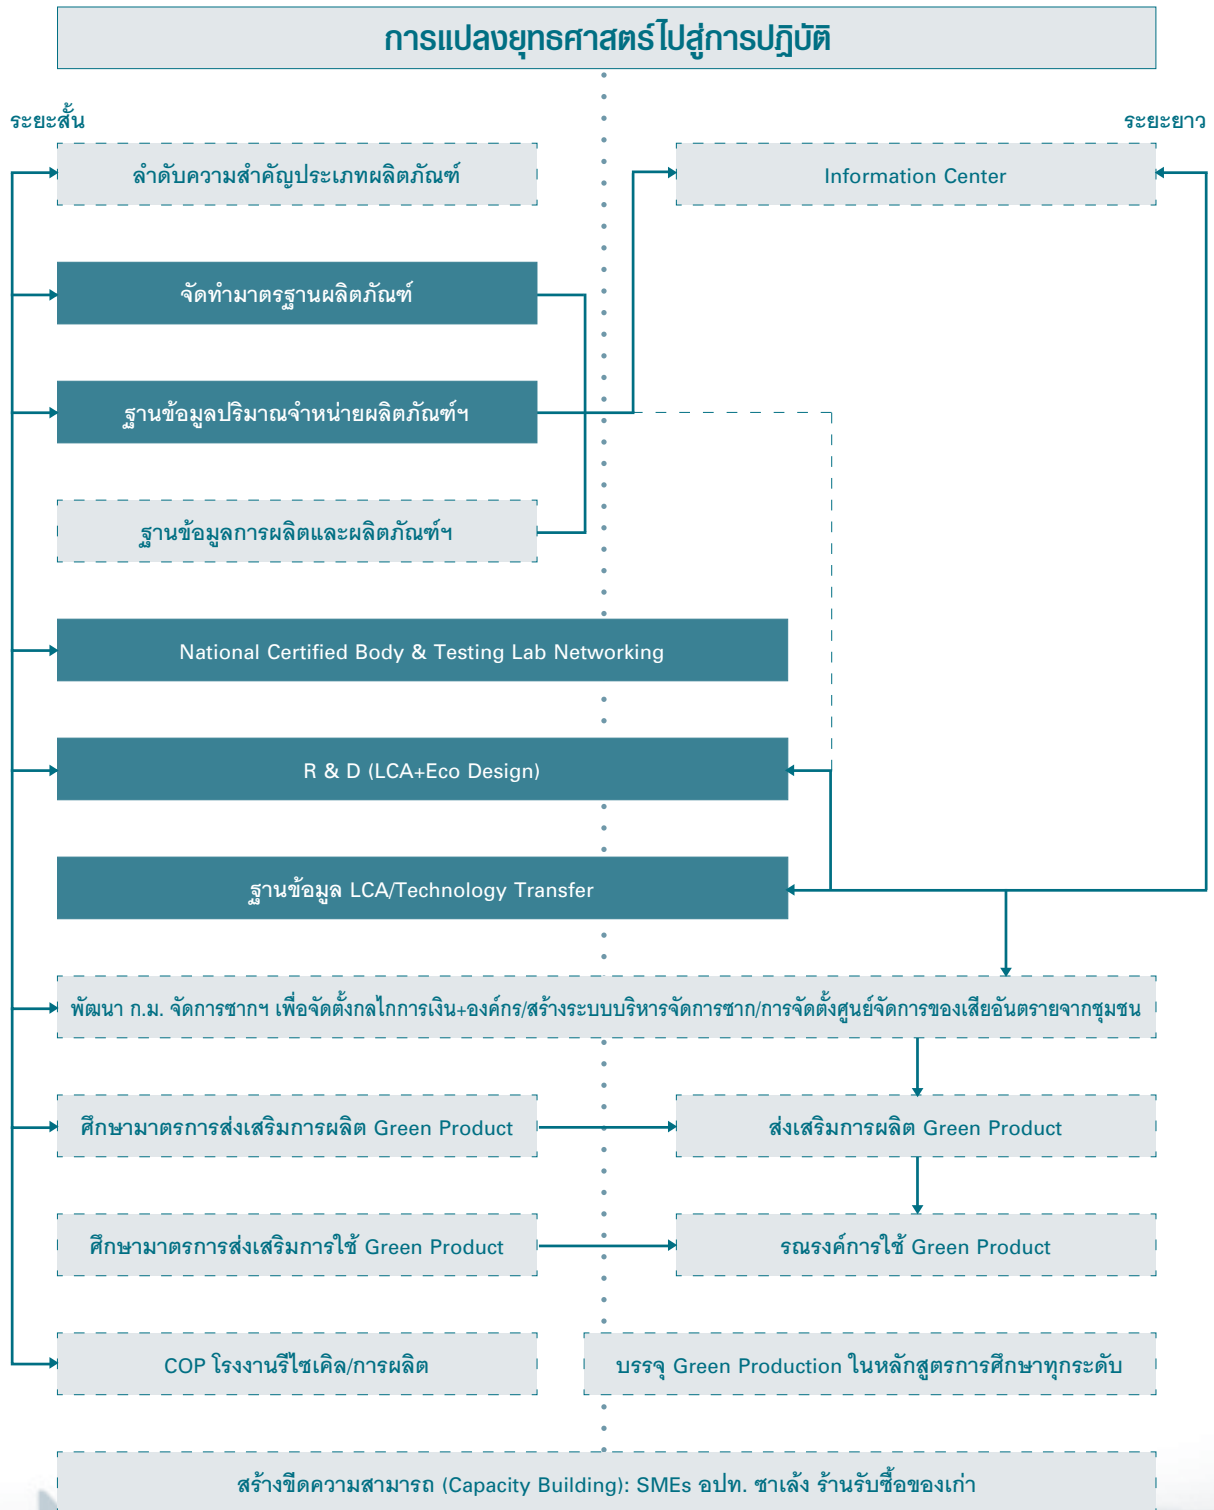 การแปลงยุทธศาสตร์ไปสู่การปฏิบัติ
ระยะสั้น
ระยะยาว
ลำดับความสำคัญประเภทผลิตภัณฑ์
Information Center
จัดทำมาตรฐานผลิตภัณฑ์
ฐานข้อมูลปริมาณจำหน่ายผลิตภัณฑ์ฯ
ฐานข้อมูลการผลิตและผลิตภัณฑ์ฯ
National Certified Body & Testing Lab Networking
R & D (LCA+Eco Design)
ฐานข้อมูล LCA/Technology Transfer
พัฒนา ก.ม. จัดการซากฯ เพื่อจัดตั้งกลไกการเงิน+องค์กร/สร้างระบบบริหารจัดการซาก/การจัดตั้งศูนย์จัดการของเสียอันตรายจากชุมชน
ศึกษามาตรการส่งเสริมการผลิต Green Product
ส่งเสริมการผลิต Green Product
ศึกษามาตรการส่งเสริมการใช้ Green Product
รณรงค์การใช้ Green Product
COP โรงงานรีไซเคิล/การผลิต
บรรจุ Green Production ในหลักสูตรการศึกษาทุกระดับ
สร้างขีดความสามารถ (Capacity Building): SMEs อปท. ซาเล้ง ร้านรับซื้อของเก่า